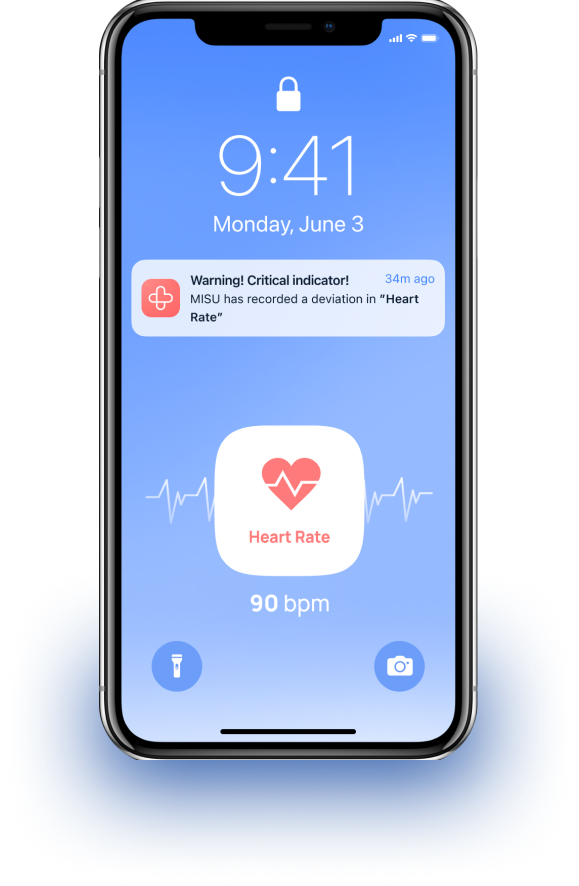 9:41
Monday, June 3
Warning! Critical indicator! 34m ago
MISU has recorded a deviation in “Heart
Rate”
Heart Rate
90 bpm